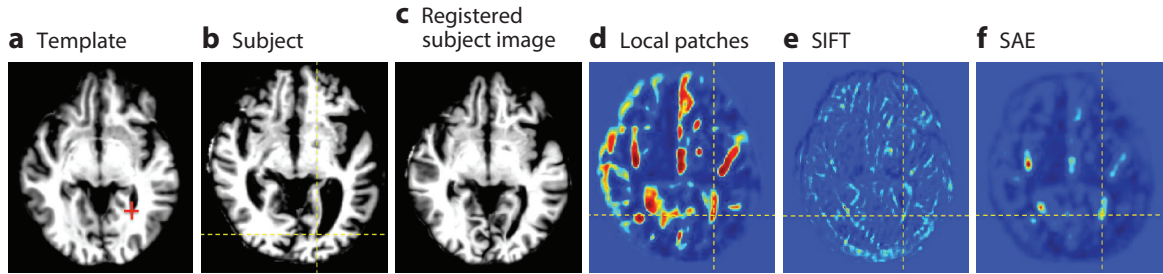 a Template
b Subject
c Registered
subject image
d Local patches
e SIFT
f SAE